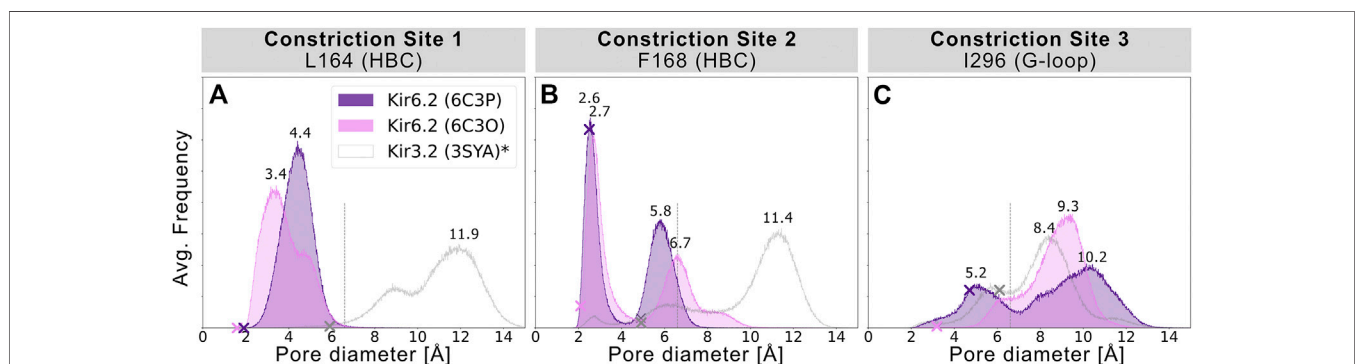 Constriction Site 1
L164 (HBC)
Constriction Site 2
F168 (HBC)
Constriction Site 3
I296 (G-loop)
A
Kir6.2 (6C3P)
Kir6.2 (6C3O)
Kir3.2 (3SYA)*
4.4
3.4
11.9
B
2.6
2.7
5.8
6.7
11.4
C
9.3
8.4
10.2
5.2
Avg. Frequency
0 2 4 6 8 10 12 14
0 2 4 6 8 10 12 14
0 2 4 6 8 10 12 14
Pore diameter [Å]
Pore diameter [Å]
Pore diameter [Å]